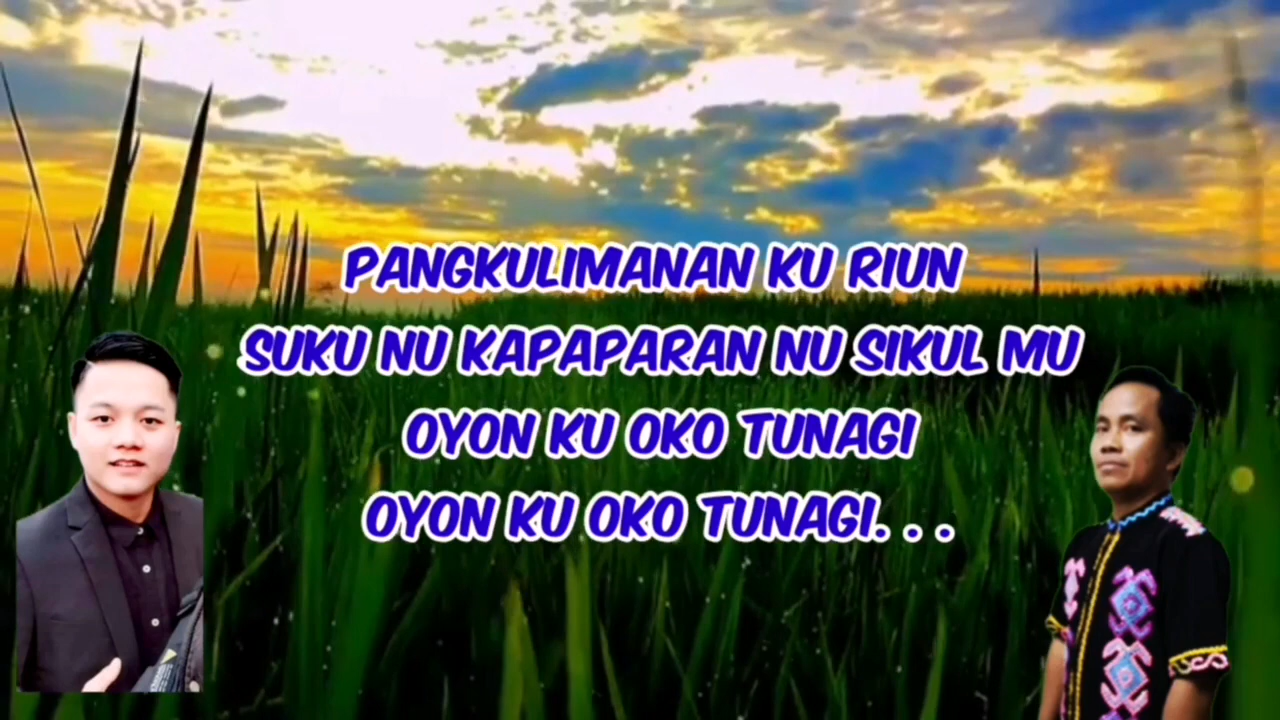 PANGKULIMANAN KU RIUN
SUKU NU KAPAPARAN NU SIKUL MU
OYON KU OKO TUNAGI
OYON KU OKO TUNAGI. . .